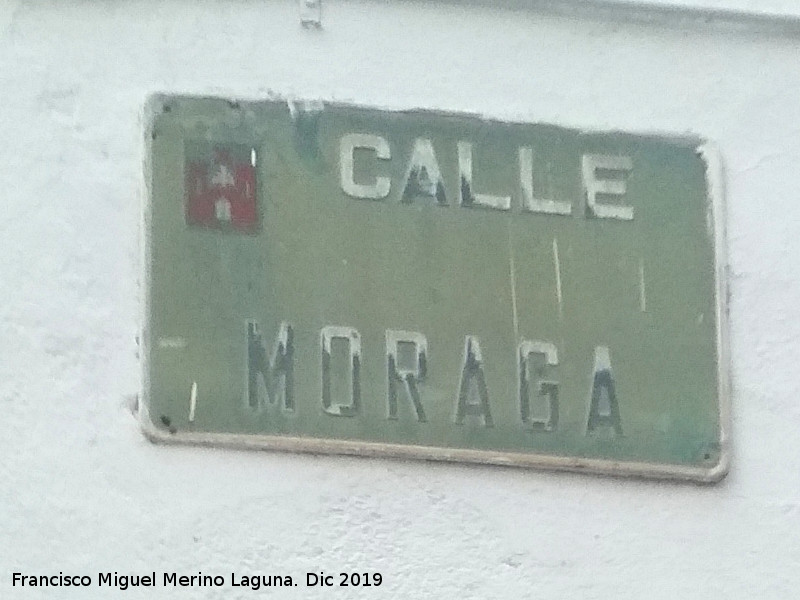 CALLE
MORAGA
Francisco Miguel Merino Laguna. Dic 2019